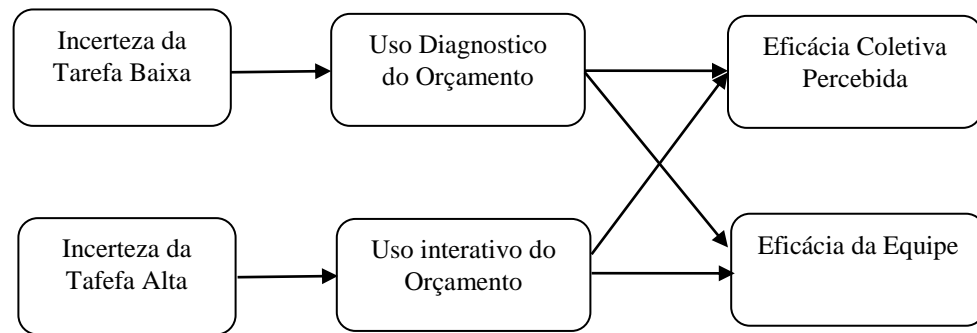 Incerteza da
Tarefa Baixa
Uso Diagnostico
do Orçamento
Eficácia Coletiva
Percebida
Incerteza da
Tafefa Alta
Uso interativo do
Orçamento
Eficácia da Equipe